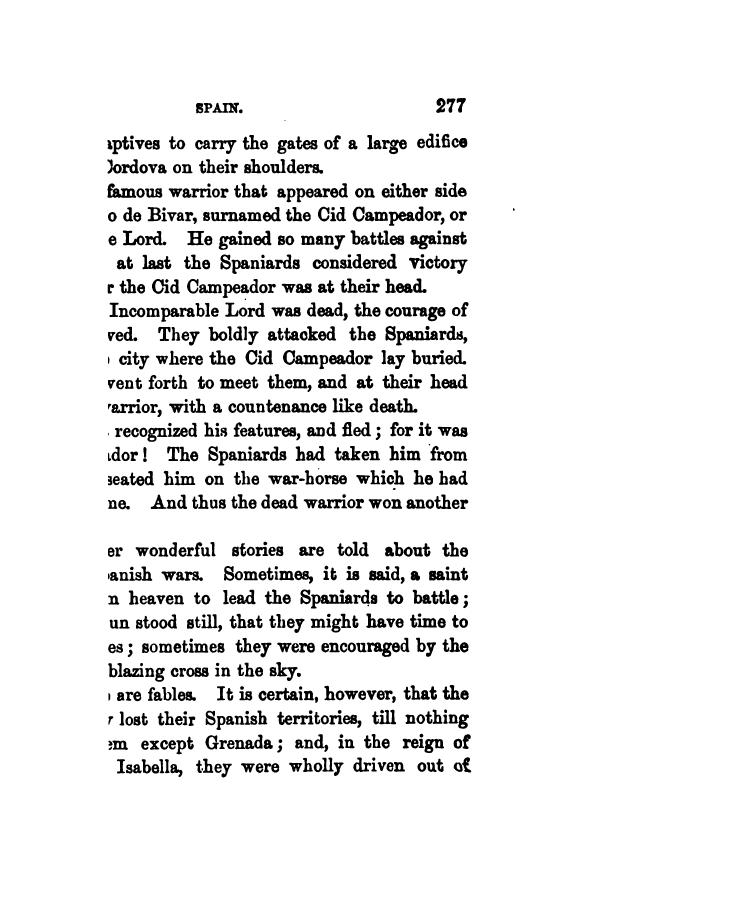 SPAIN. 277
ptives to carry the gates of a large edifice
ordova on their shoulders.
famous warrior that appeared on either side
o de Bivar, surnamed the Cid Campeador, or
e Lord. He gained so many battles against
at last the Spaniards considered victory
r the Cid Campeador was at their head.
Incomparable Lord was dead, the courage of
ved. They boldly attacked the Spaniards,
city where the Cid Campeador lay buried.
vent forth to meet them, and at their head
arrior, with a countenance like death.
recognized his features, and fled; for it was
dor! The Spaniards had taken him from
seated him on the war-horse which he had
ne. And thus the dead warrior won another
er wonderful stories are told about the
anish wars. Sometimes, it is said, a saint
n heaven to lead the Spaniards to battle;
un stood still, that they might have time to
es; sometimes they were encouraged by the
blazing cross in the sky.
are fables. It is certain, however, that the
r lost their Spanish territories, till nothing
em except Grenada; and, in the reign of
Isabella, they were wholly driven out of